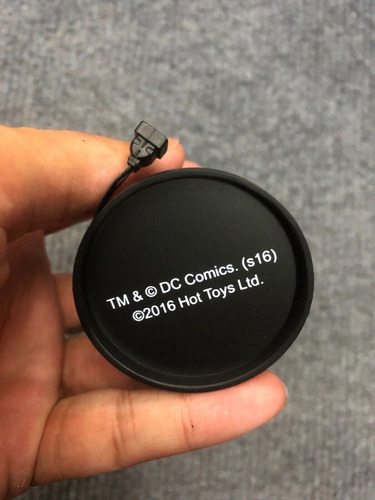 TM & © DC Comics. (s16)
©2016 Hot Toys Ltd.